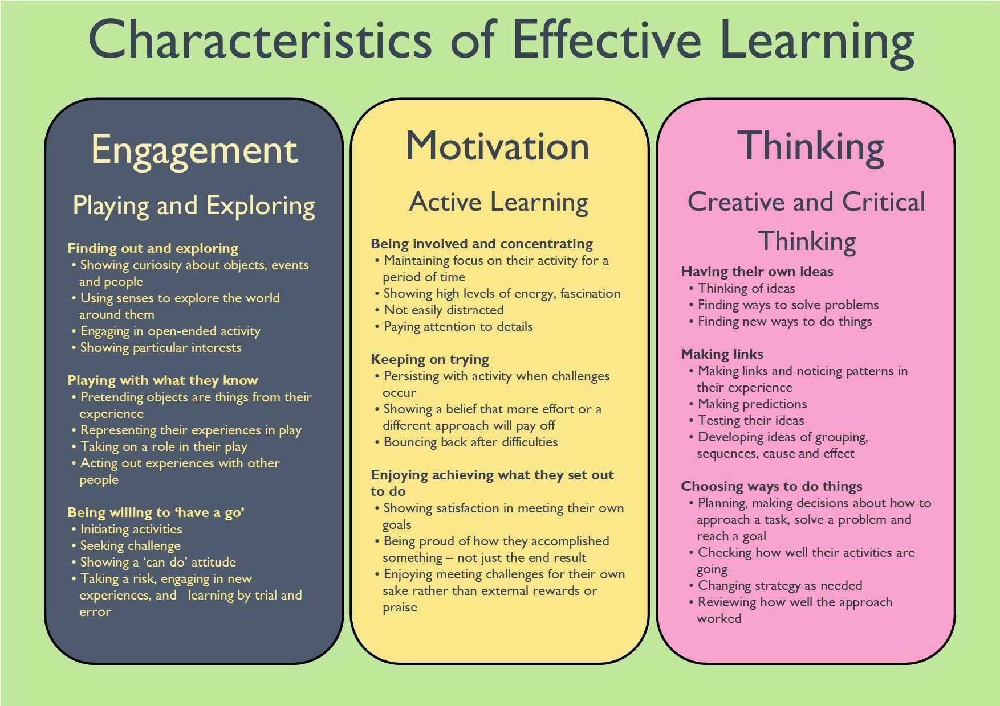 Characteristics of Effective Learning
Engagement
Playing and Exploring
Finding out and exploring
• Showing curiosity about objects, events
and people
• Using senses to explore the world
around them
• Engaging in open-ended activity
• Showing particular interests
Playing with what they know
• Pretending objects are things from their
experience
• Representing their experiences in play
• Taking on a role in their play
• Acting out experiences with other
people
Being willing to ‘have a go’
• Initiating activities
• Seeking challenge
• Showing a ‘can do’ attitude
• Taking a risk, engaging in new
experiences, and   learning by trial and
error
Motivation
Active Learning
Being involved and concentrating
• Maintaining focus on their activity for a
period of time
• Showing high levels of energy, fascination
• Not easily distracted
• Paying attention to details
Keeping on trying
• Persisting with activity when challenges
occur
• Showing a belief that more effort or a
different approach will pay off
• Bouncing back after difficulties
Enjoying achieving what they set out
to do
• Showing satisfaction in meeting their own
goals
• Being proud of how they accomplished
something – not just the end result
• Enjoying meeting challenges for their own
sake rather than external rewards or
praise
Thinking
Creative and Critical
Thinking
Having their own ideas
• Thinking of ideas
• Finding ways to solve problems
• Finding new ways to do things
Making links
• Making links and noticing patterns in
their experience
• Making predictions
• Testing their ideas
• Developing ideas of grouping,
sequences, cause and effect
Choosing ways to do things
• Planning, making decisions about how to
approach a task, solve a problem and
reach a goal
• Checking how well their activities are
going
• Changing strategy as needed
• Reviewing how well the approach
worked